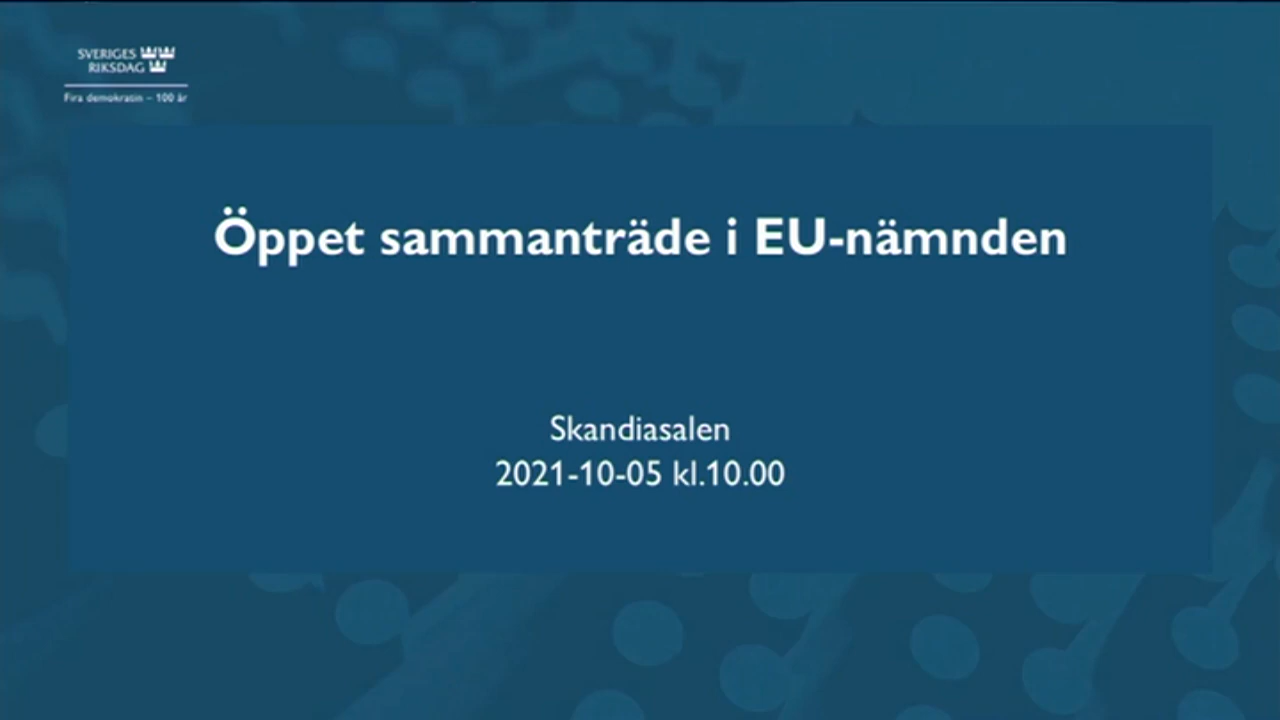 SVERIGES
RIKSDAG
Fira demokratin – 100 år
Öppet sammanträde i EU-nämnden
Skandiasalen
2021-10-05 kl.10.00